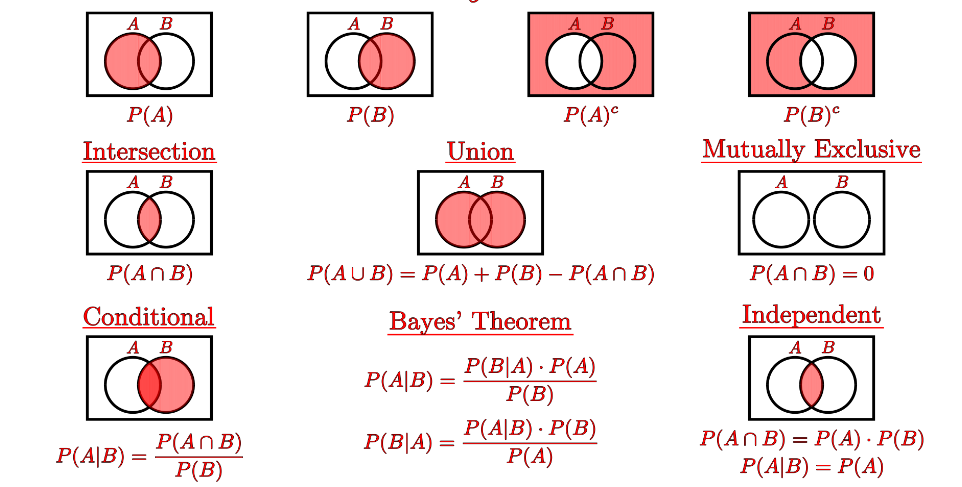 A B
A B
A B
A B
P(A)
P(B)
P(A)ᶜ
P(B)ᶜ
Intersection
Union
Mutually Exclusive
A B
A B
A B
P(A ∩ B)
P(A ∪ B) = P(A) + P(B) − P(A ∩ B)
P(A ∩ B) = 0
Conditional
Bayes' Theorem
Independent
A B
A B
P(A|B) = P(B|A) · P(A) / P(B)
P(B|A) = P(A|B) · P(B) / P(A)
P(A|B) = P(A ∩ B) / P(B)
P(A ∩ B) = P(A) · P(B)
P(A|B) = P(A)